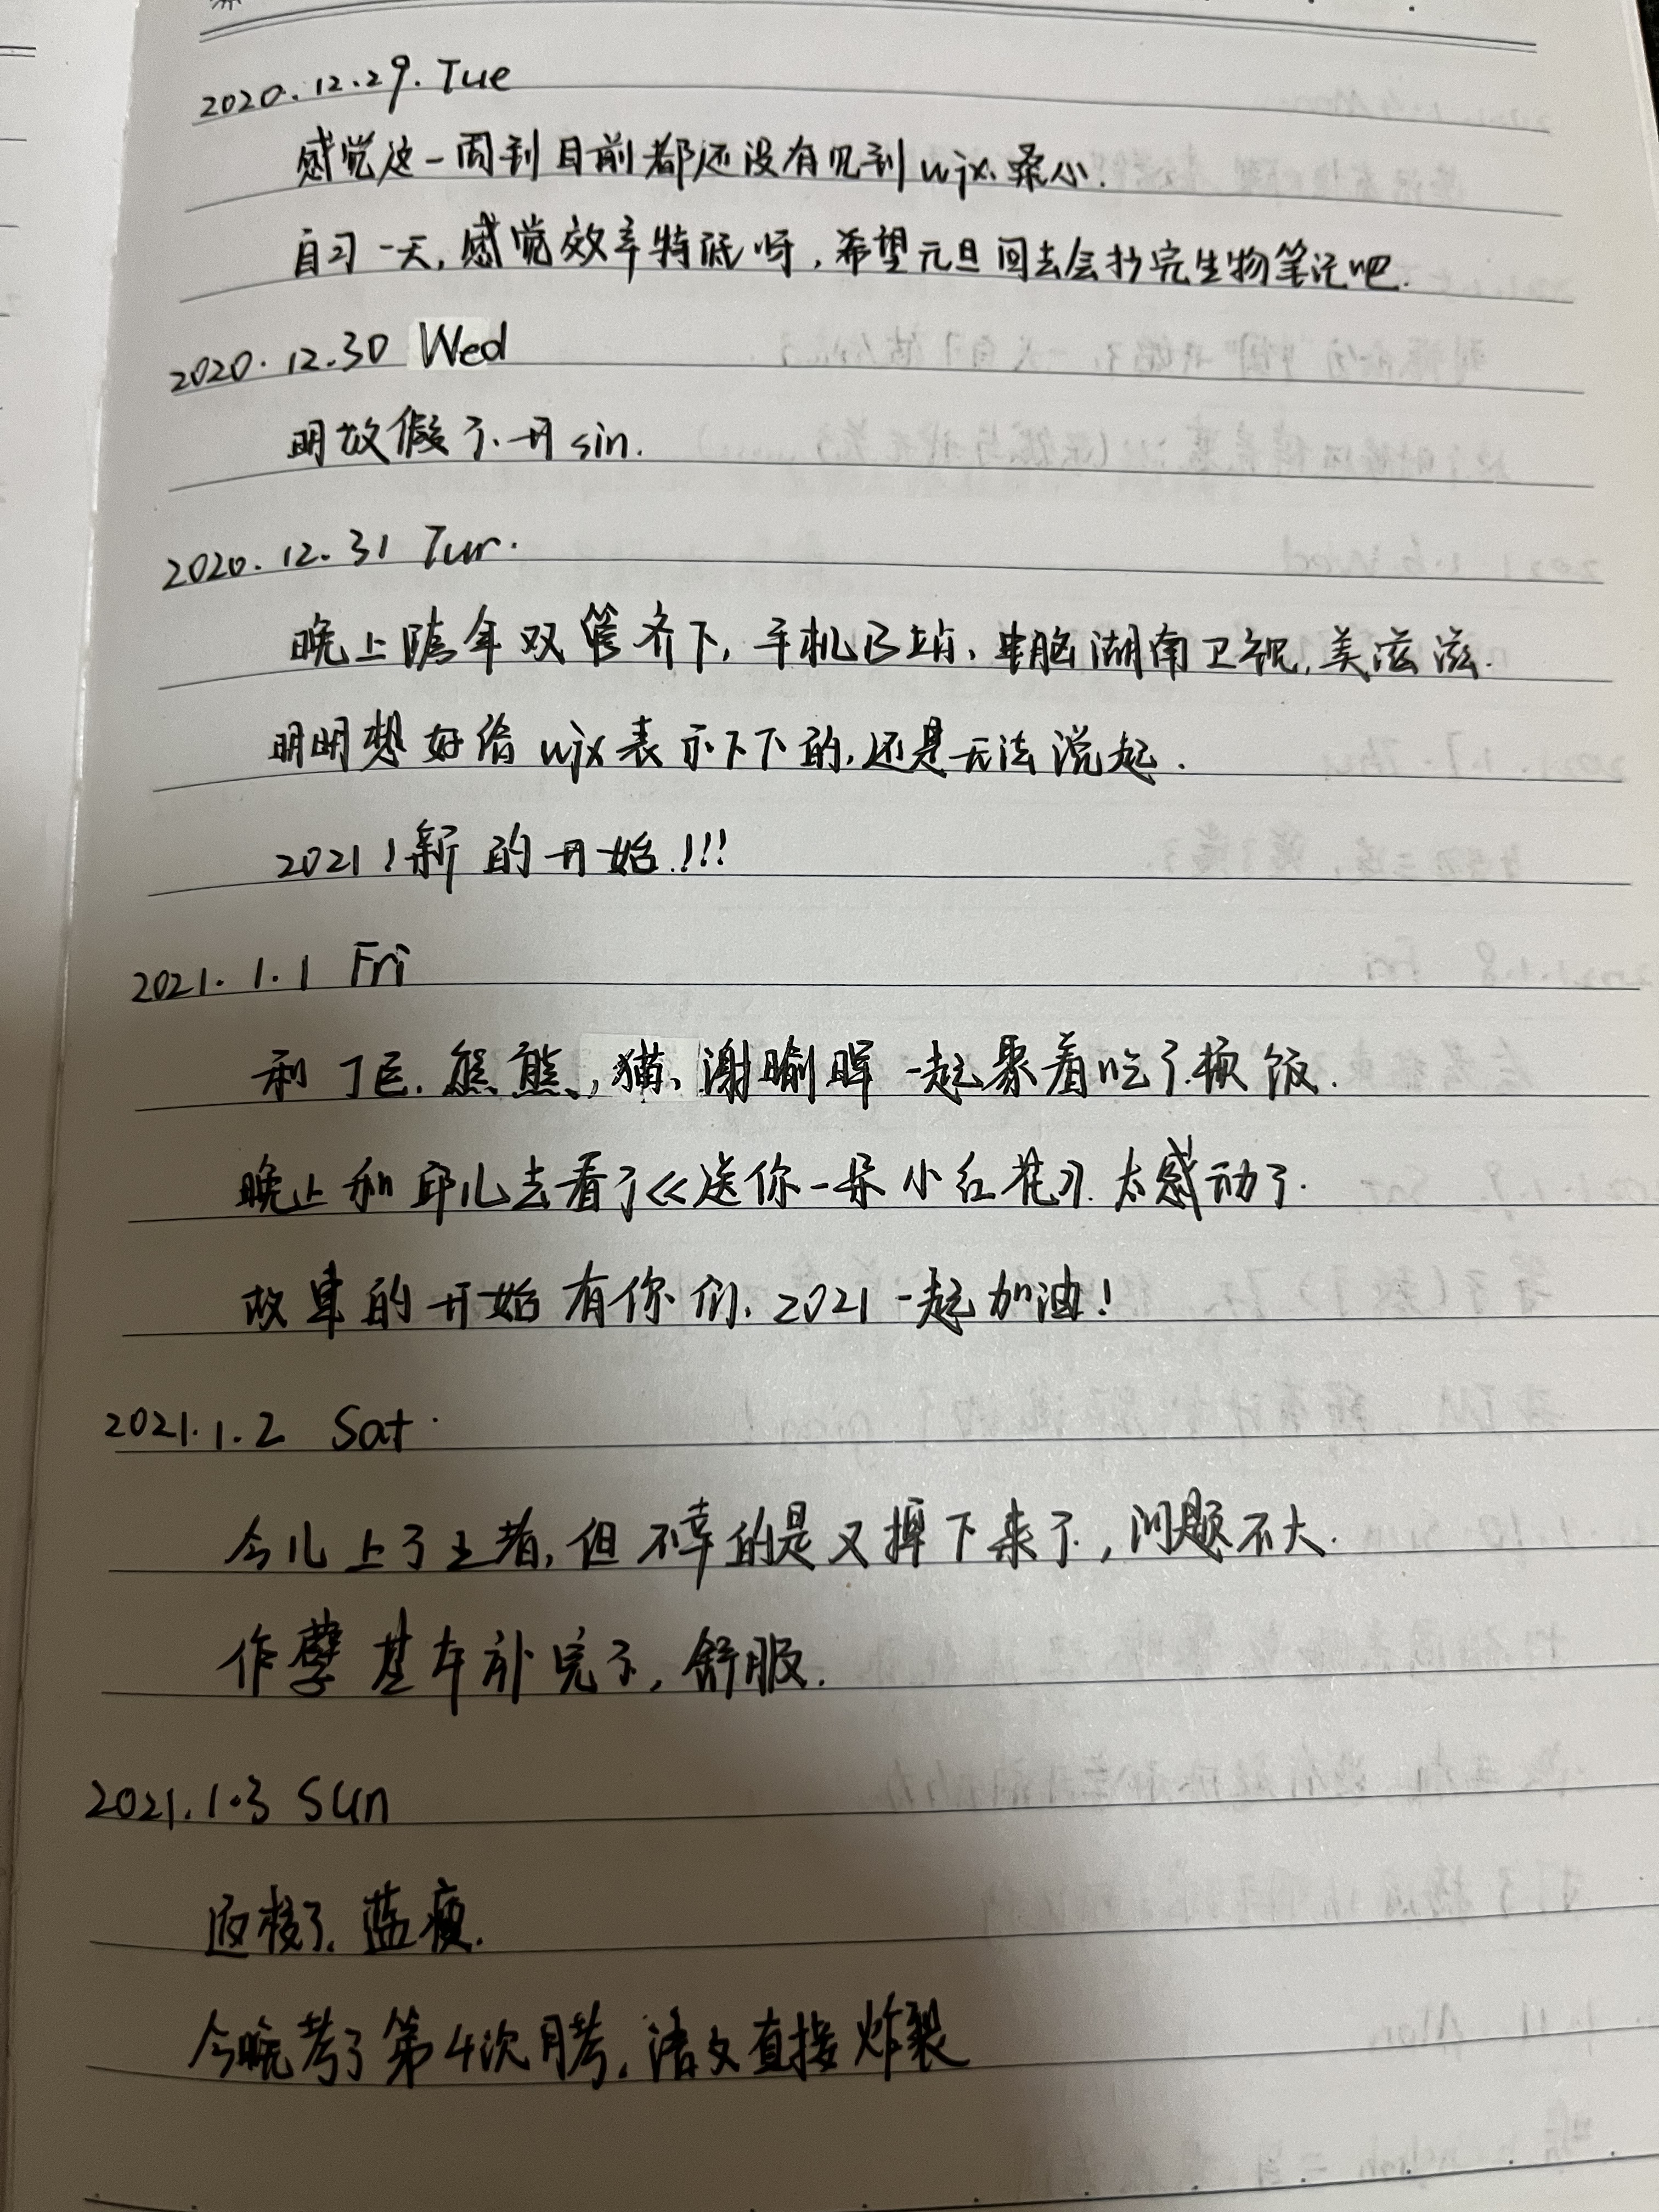 2020.12.29. Tue
感觉这一周到目前都还没有见到wjx.桑心.
自习一天,感觉效率特低呀,希望元旦回去会抄完生物笔记吧.
2020.12.30 Wed
明放假了.开sin.
2020.12.31 Tur.
晚上跨年双管齐下,手机B站、电脑湖南卫视,美滋滋.
明明想好给wjx表示下下的,还是无法说起.
2021!新的开始!!!
2021.1.1 Fri
和丁巨.熊熊、,猫、谢瑜晖一起聚着吃了顿饭.
晚上和邱儿去看了《送你一朵小红花》.太感动了.
故事的开始有你们.2021一起加油!
2021.1.2 Sat.
今儿上了王者,但不幸的是又掉下来了,问题不大.
作孽基本补完了,舒服.
2021.1.3 Sun
返校了.蓝瘦.
今晚考了第4次月考,语文直接炸裂